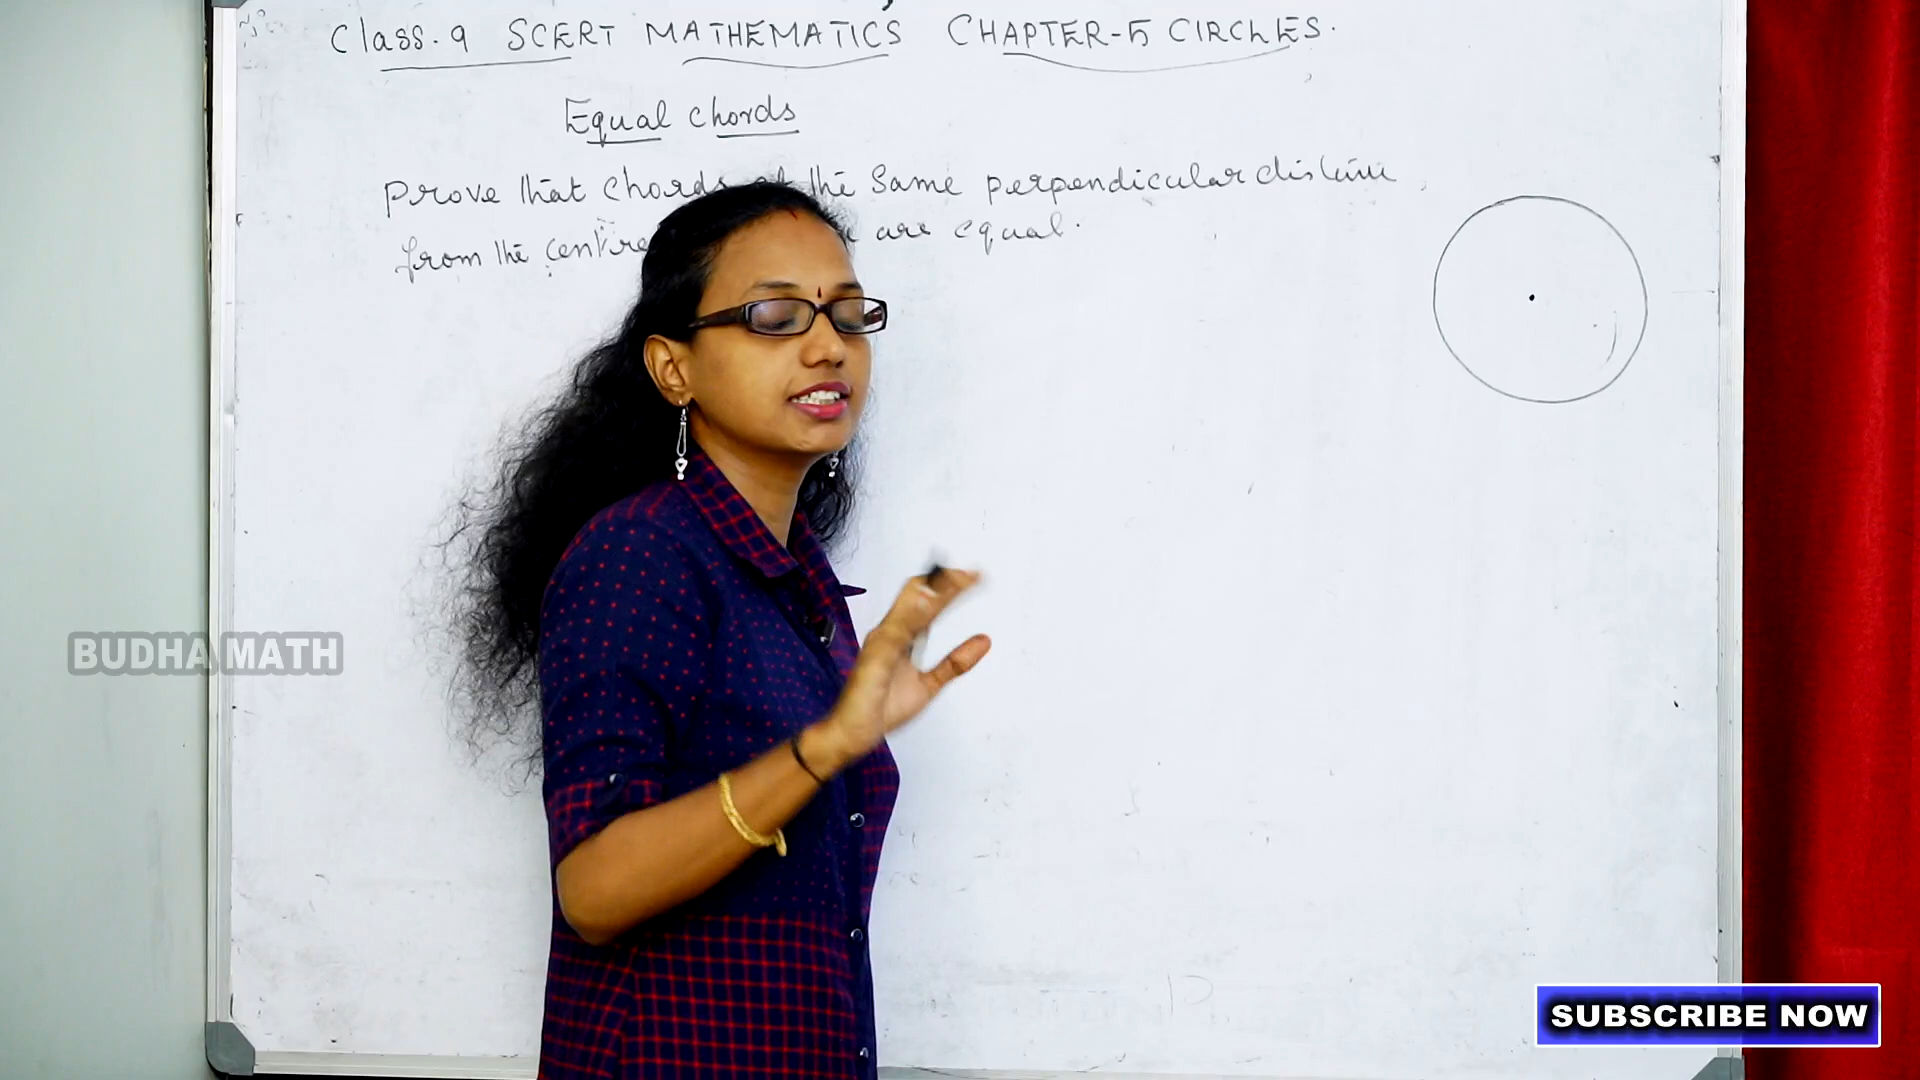 Class. 9 SCERT MATHEMATICS CHAPTER-5 CIRCLES.
Equal chords
Prove that chords at the Same perpendicular distance
from the centre are equal.
BUDHA MATH
SUBSCRIBE NOW